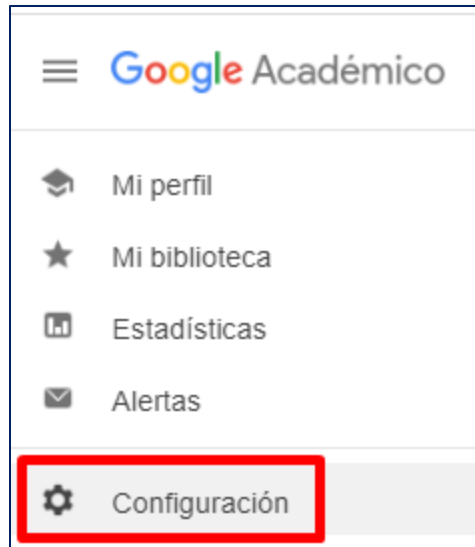 Google Académico
Mi perfil
Mi biblioteca
Estadísticas
Alertas
Configuración